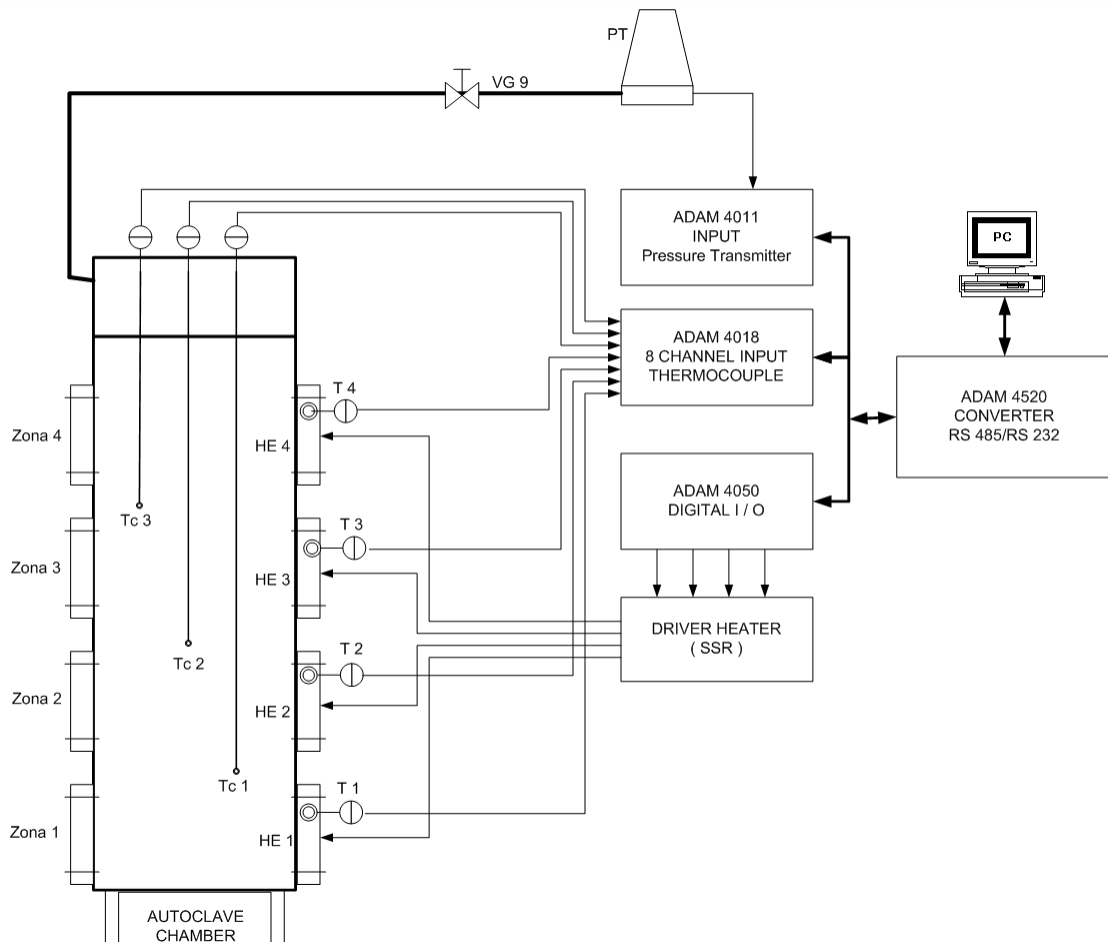 PT
VG 9
ADAM 4011
INPUT
Pressure Transmitter
PC
ADAM 4018
8 CHANNEL INPUT
THERMOCOUPLE
ADAM 4520
CONVERTER
RS 485/RS 232
T 4
Zona 4
HE 4
ADAM 4050
DIGITAL I / O
Tc 3
T 3
Zona 3
HE 3
DRIVER HEATER
( SSR )
T 2
Tc 2
Zona 2
HE 2
Tc 1
T 1
Zona 1
HE 1
AUTOCLAVE
CHAMBER